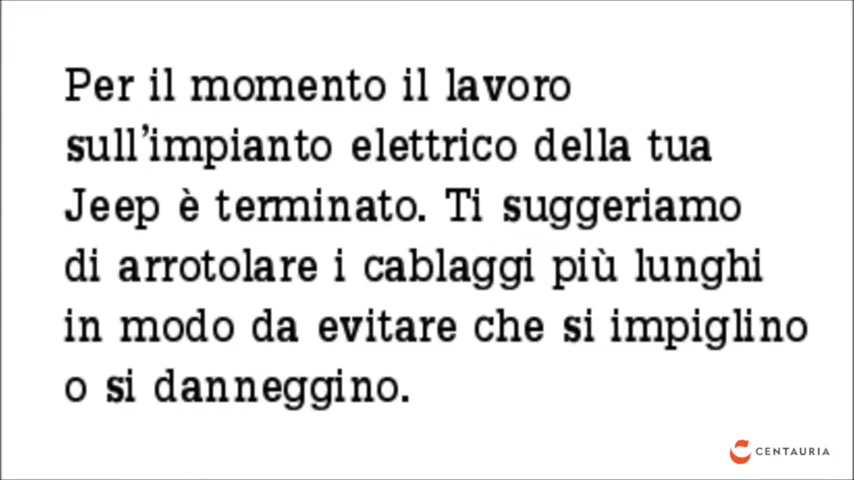 Per il momento il lavoro
sull'impianto elettrico della tua
Jeep è terminato. Ti suggeriamo
di arrotolare i cablaggi più lunghi
in modo da evitare che si impiglino
o si danneggino.
CENTAURIA